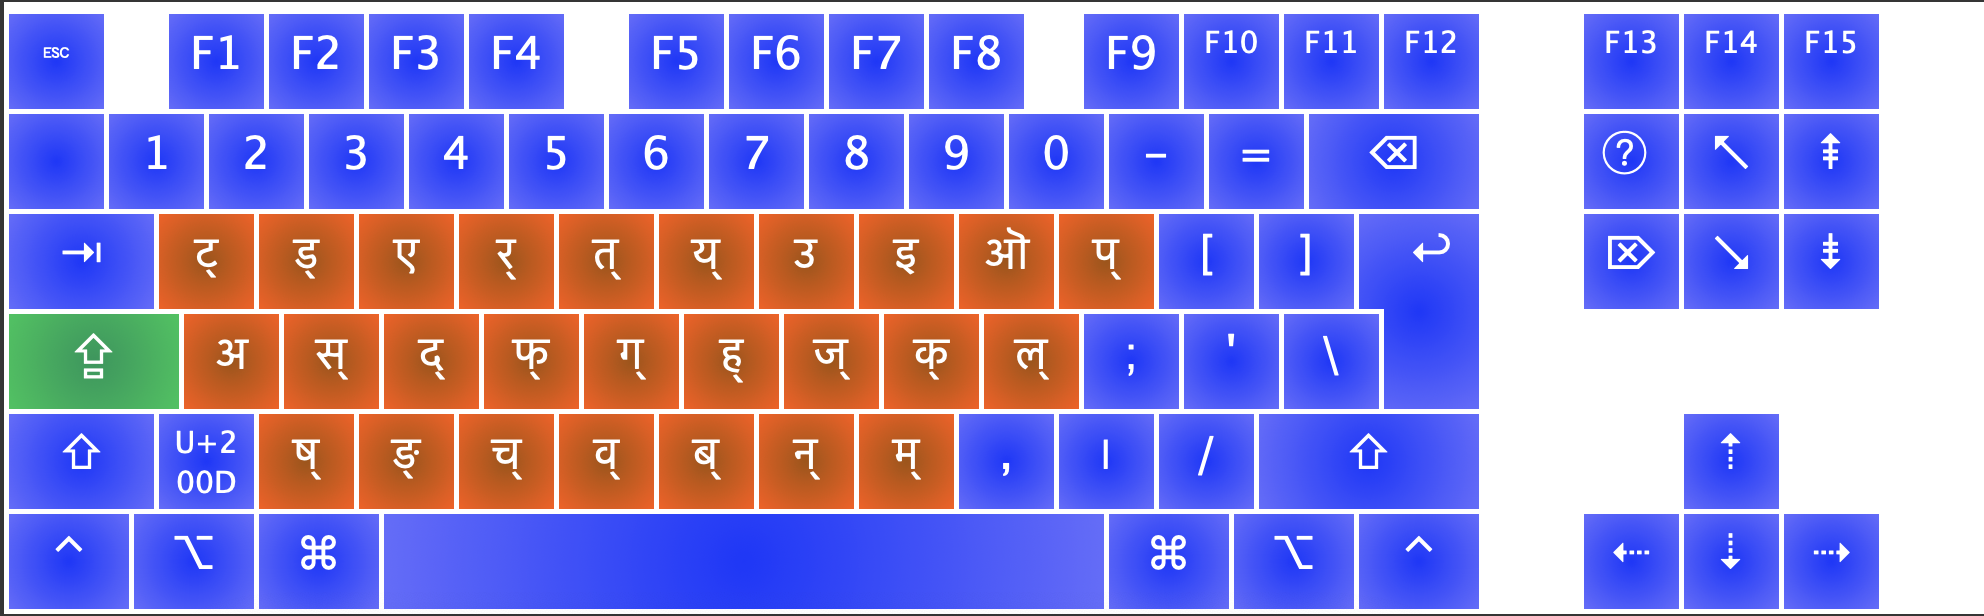 ESC F1 F2 F3 F4 F5 F6 F7 F8 F9 F10 F11 F12 F13 F14 F15
1 2 3 4 5 6 7 8 9 0 - = ?
ट् ड् ए र् त् य् उ इ ऒ प् [ ]
अ स् द् फ् ग् ह् ज् क् ल् ; ' \
U+200D ष् ङ् च् व् ब् न् म् , । /